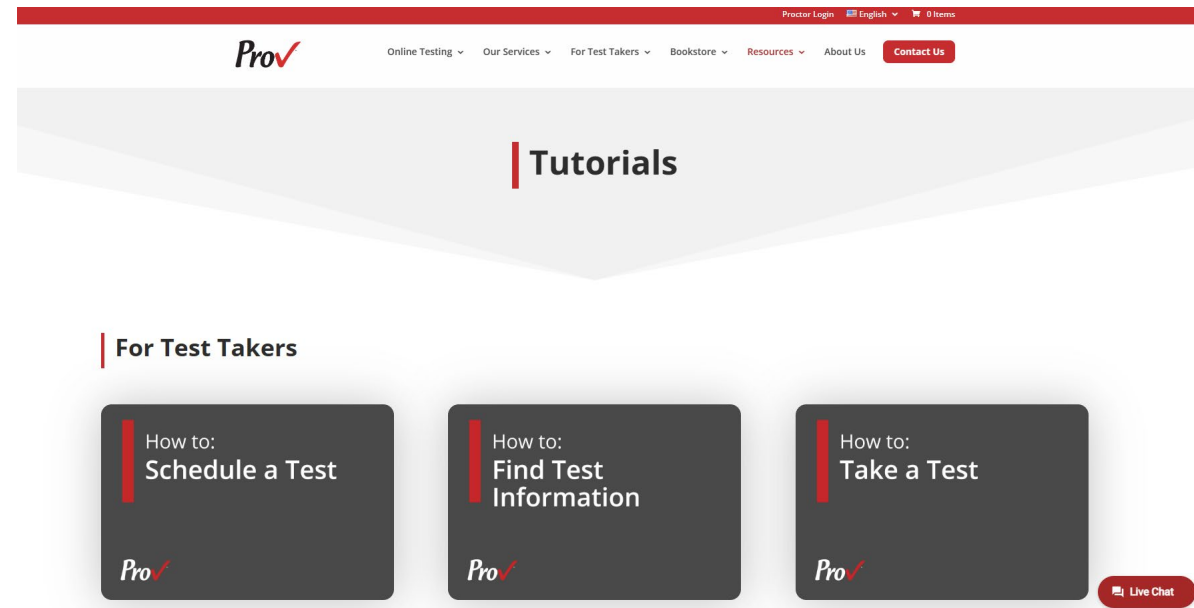 Proctor Login English 0 Items
Prov
Online Testing Our Services For Test Takers Bookstore Resources About Us Contact Us
Tutorials
For Test Takers
How to:
Schedule a Test
Prov
How to:
Find Test
Information
Prov
How to:
Take a Test
Prov
Live Chat